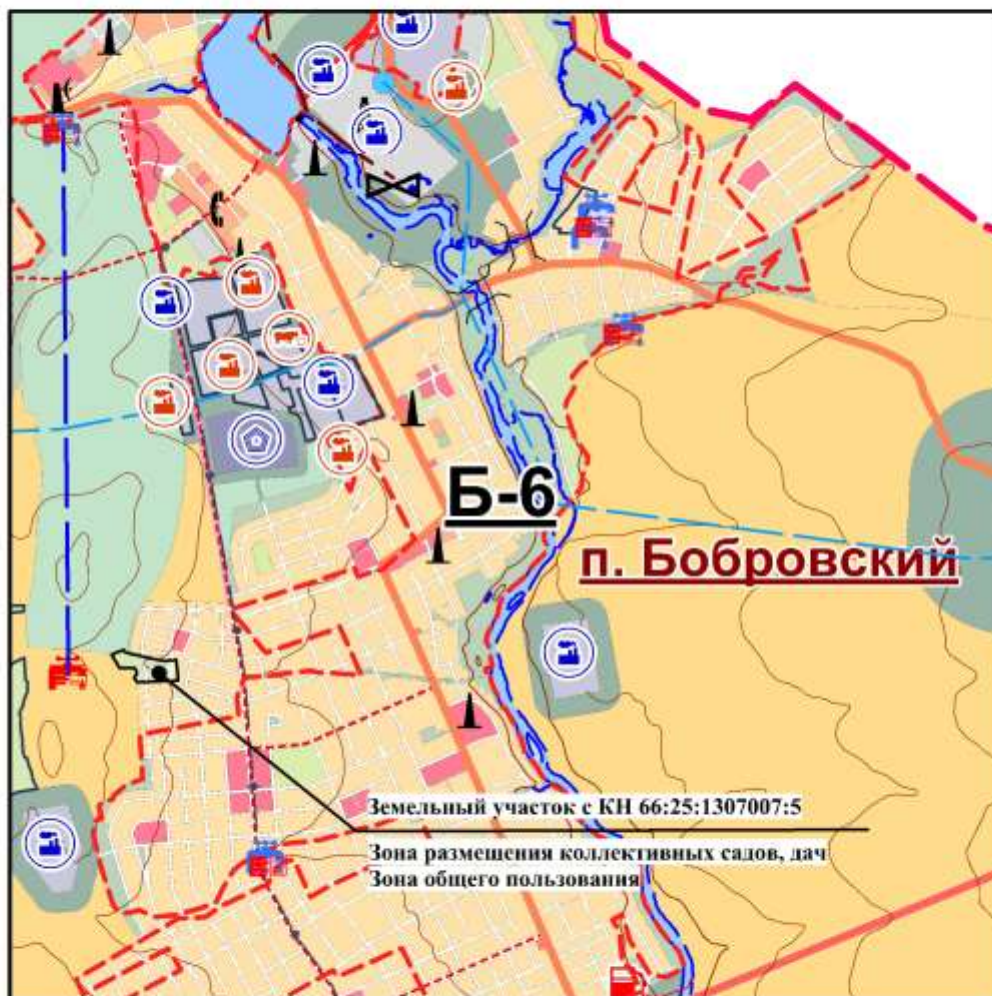 Б-6
п. Бобровский
Земельный участок с КН 66:25:1307007:5
Зона размещения коллективных садов, дач
Зона общего пользования